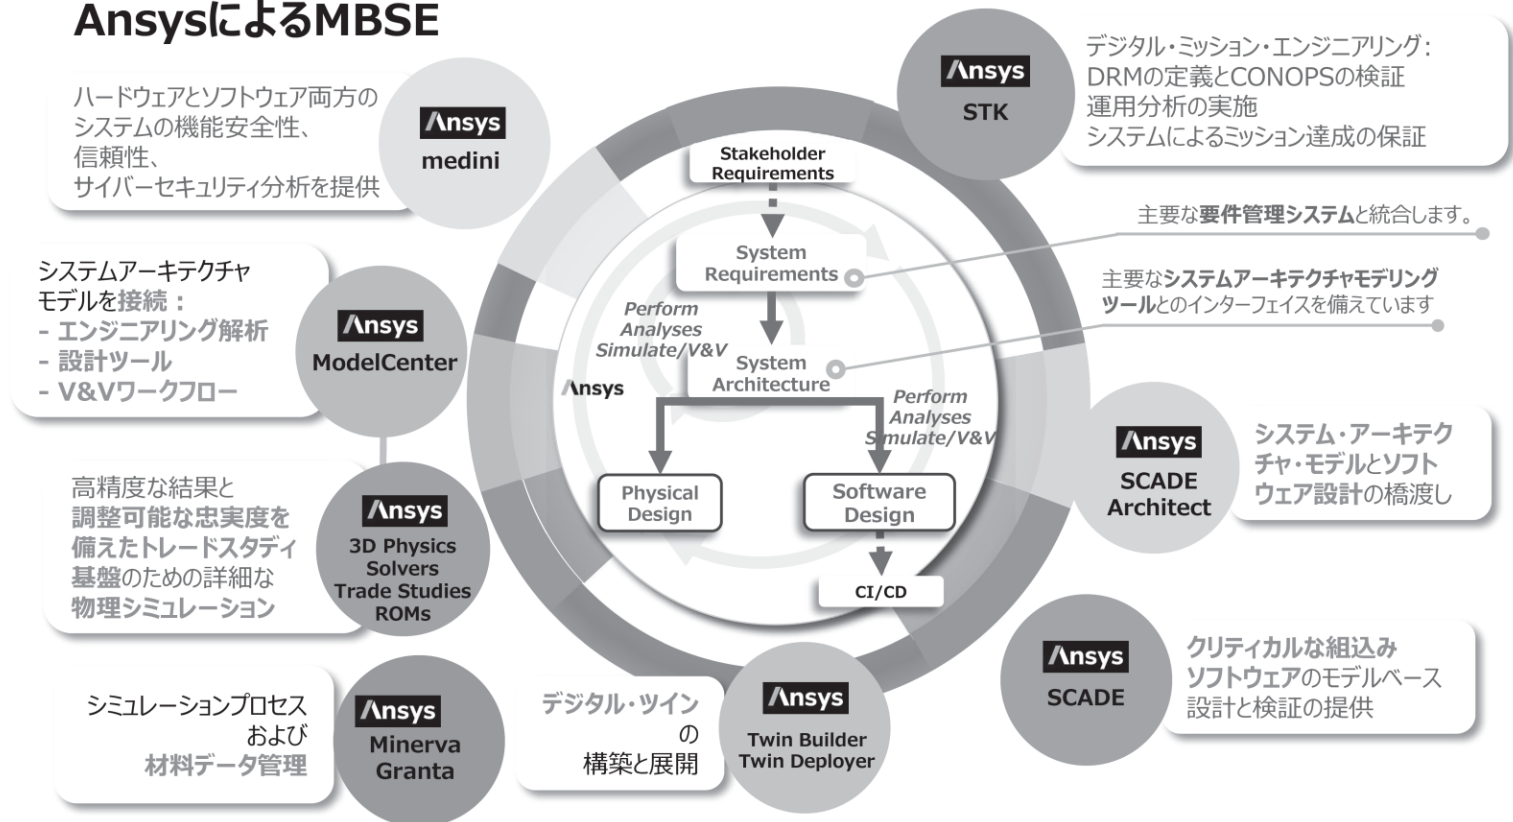 AnsysによるMBSE
ハードウェアとソフトウェア両方の
システムの機能安全性、
信頼性、
サイバーセキュリティ分析を提供
Ansys
medini
Ansys
STK
デジタル・ミッション・エンジニアリング:
DRMの定義とCONOPSの検証
運用分析の実施
システムによるミッション達成の保証
主要な要件管理システムと統合します。
主要なシステムアーキテクチャモデリング
ツールとのインターフェイスを備えています
システムアーキテクチャ
モデルを接続：
- エンジニアリング解析
- 設計ツール
- V&Vワークフロー
Ansys
ModelCenter
Stakeholder
Requirements
System
Requirements
Perform
Analyses
Simulate/V&V
System
Architecture
Ansys
Perform
Analyses
Simulate/V&V
Physical
Design
Software
Design
CI/CD
Ansys
SCADE
Architect
システム・アーキテク
チャ・モデルとソフト
ウェア設計の橋渡し
高精度な結果と
調整可能な忠実度を
備えたトレードスタディ
基盤のための詳細な
物理シミュレーション
Ansys
3D Physics
Solvers
Trade Studies
ROMs
Ansys
SCADE
クリティカルな組込み
ソフトウェアのモデルベース
設計と検証の提供
シミュレーションプロセス
および
材料データ管理
Ansys
Minerva
Granta
デジタル・ツイン
の
構築と展開
Ansys
Twin Builder
Twin Deployer